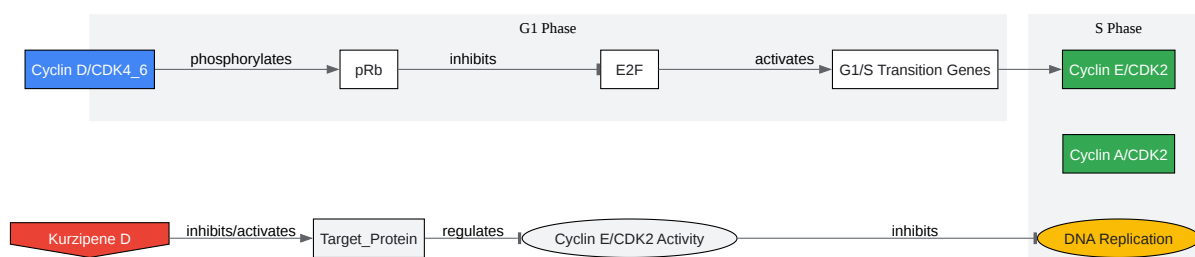 G1 Phase
S Phase
Cyclin D/CDK4_6
phosphorylates
pRb
inhibits
E2F
activates
G1/S Transition Genes
Cyclin E/CDK2
Cyclin A/CDK2
Kurzipene D
inhibits/activates
Target_Protein
regulates
Cyclin E/CDK2 Activity
inhibits
DNA Replication